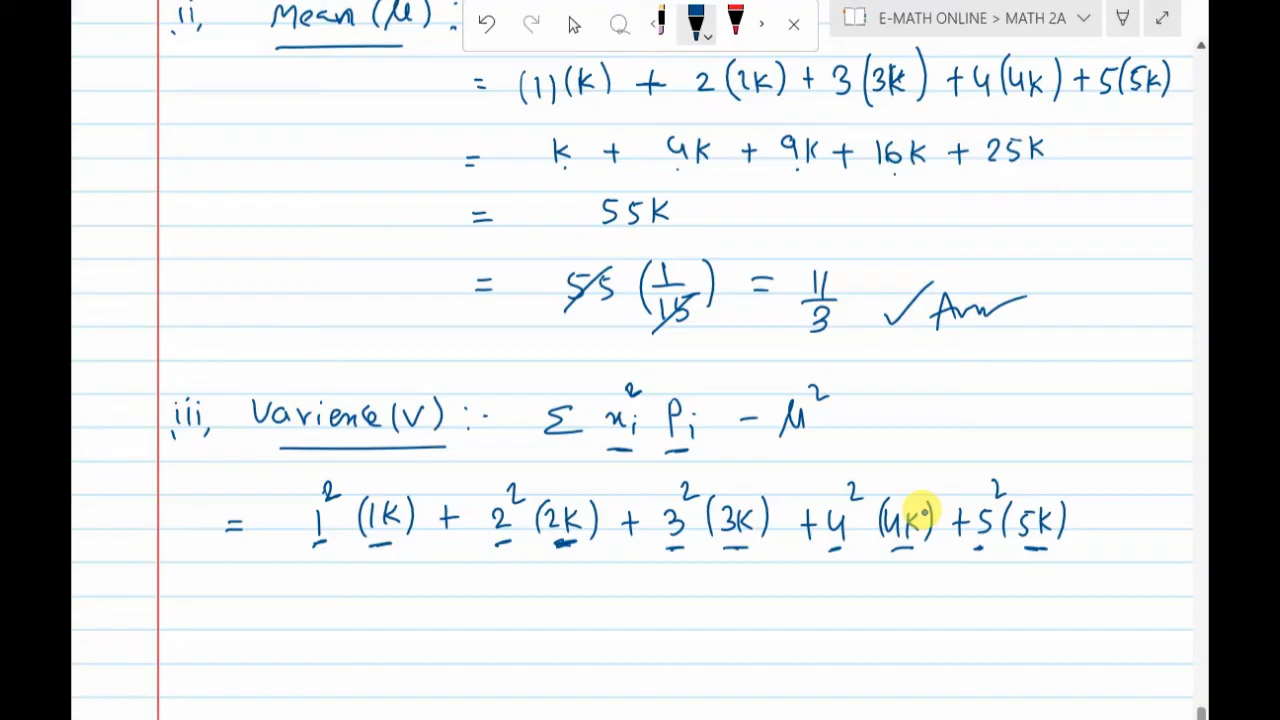 ii, Mean (μ) :
E-MATH ONLINE > MATH 2A
= (1)(k) + 2(2k) + 3(3k) + 4(4k) + 5(5k)
= k + 4k + 9k + 16k + 25k
= 55k
= 55 (1/15) = 11/3 ✓ Ans
iii, Varience(V) :- Σ xi² Pi - μ²
= 1² (1k) + 2² (2k) + 3² (3k) + 4² (4k) + 5² (5k)